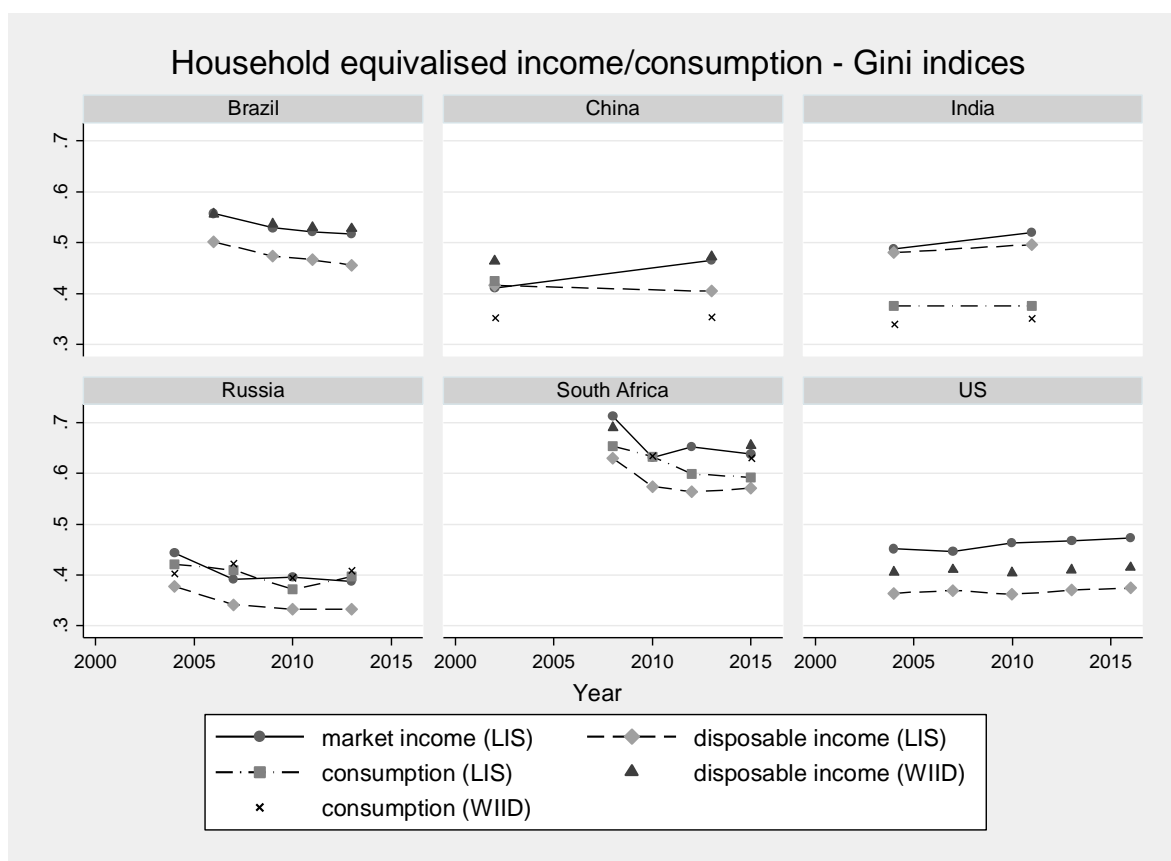 Household equivalised income/consumption - Gini indices
Brazil China India
.7
.6
.5
.4
.3
Russia South Africa US
.7
.6
.5
.4
.3
2000 2005 2010 2015 2000 2005 2010 2015 2000 2005 2010 2015
Year
market income (LIS) disposable income (LIS)
consumption (LIS) disposable income (WIID)
consumption (WIID)